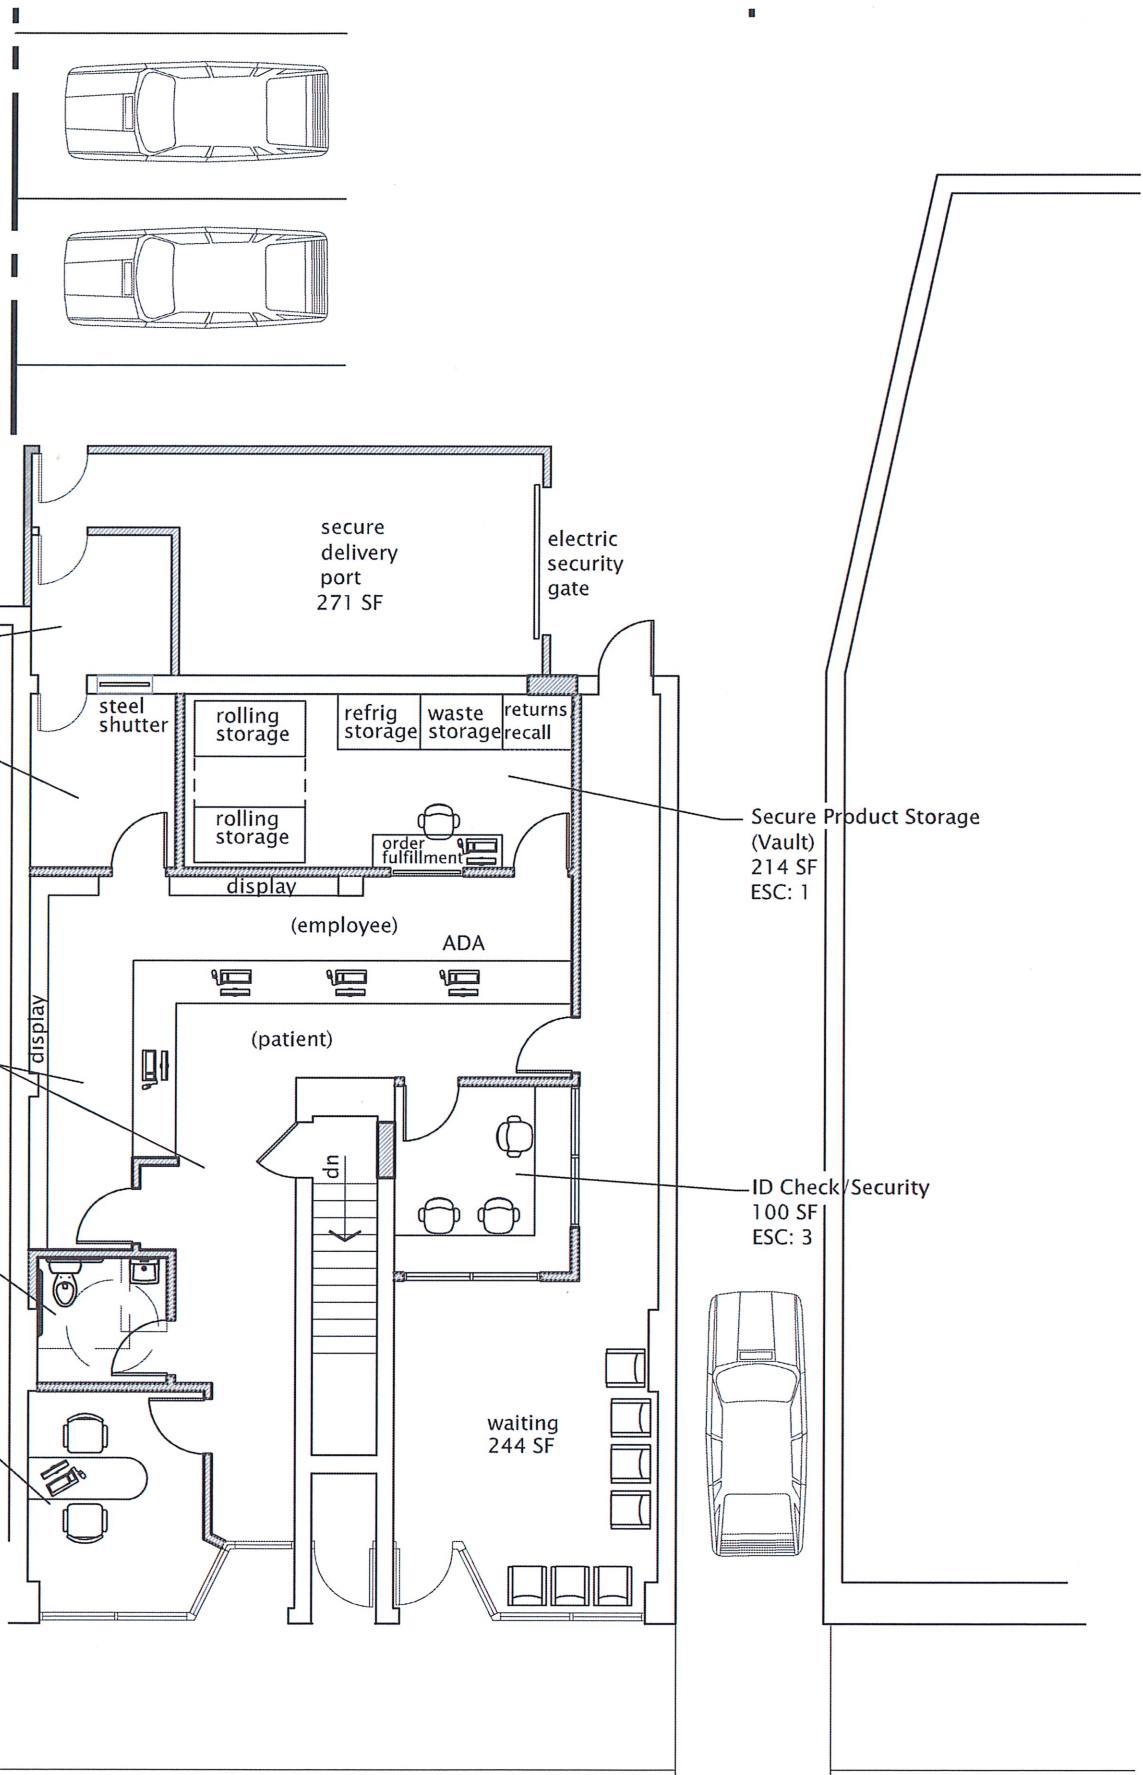 secure
delivery
port
271 SF
electric
security
gate
steel
shutter
rolling
storage
refrig
storage
waste
storage
returns
recall
rolling
storage
order
fulfillment
Secure Product Storage
(Vault)
214 SF
ESC: 1
display
(employee)
ADA
display
(patient)
dn
ID Check/Security
100 SF
ESC: 3
waiting
244 SF